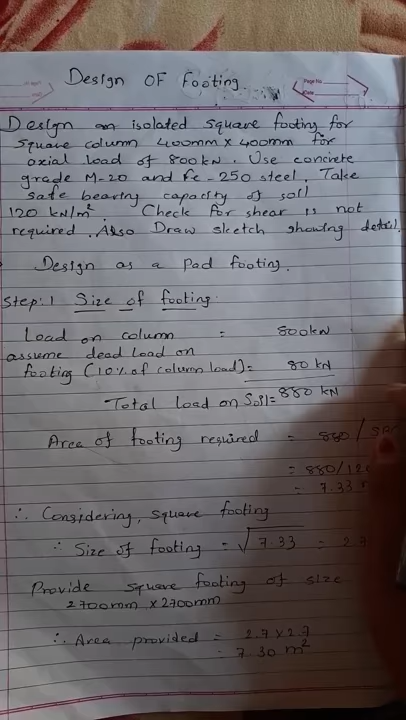 Design OF Footing.
Page No.
Date
Design an isolated square footing for
square column 400mm x 400mm for
axial load of 800kN. Use concrete
grade M-20 and Fe-250 steel. Take
safe bearing capacity of soil
120 kN/m². Check for shear is not
required. Also Draw sketch showing detail.
Design as a Pad footing.
Step:1 Size of footing:
Load on column = 800kN
assume dead load on
footing (10% of column load) = 80 kN
Total Load on Soil = 880 kN
Area of footing required = 880/
= 880/12
= 7.33
∴ Considering, square footing
∴ Size of footing = √7.33 = 2.7
Provide square footing of size
2700mm x 2700mm
∴ Area provided = 2.7 x 2.7
= 7.30 m²